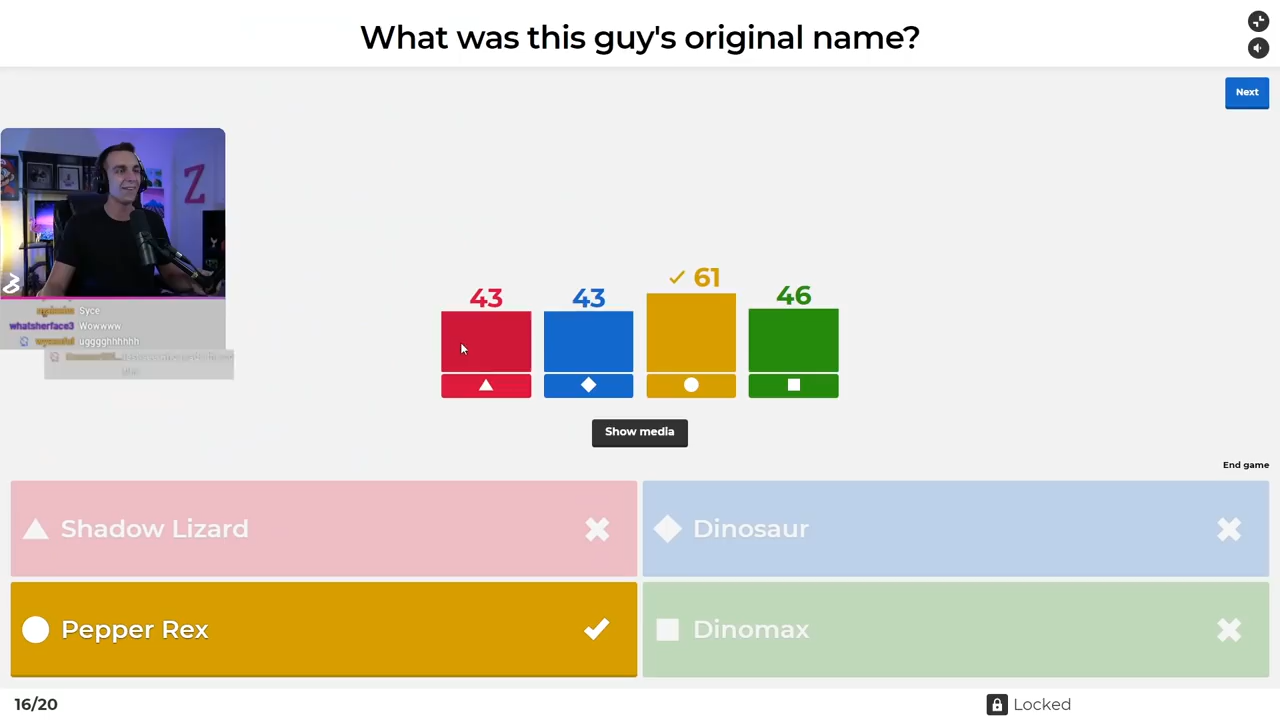 What was this guy's original name?
Next
Z
Syce
whatsherface3 Wowwww
ugggghhhhhh
43
43
61
46
Show media
End game
Shadow Lizard
Dinosaur
Pepper Rex
Dinomax
16/20
Locked